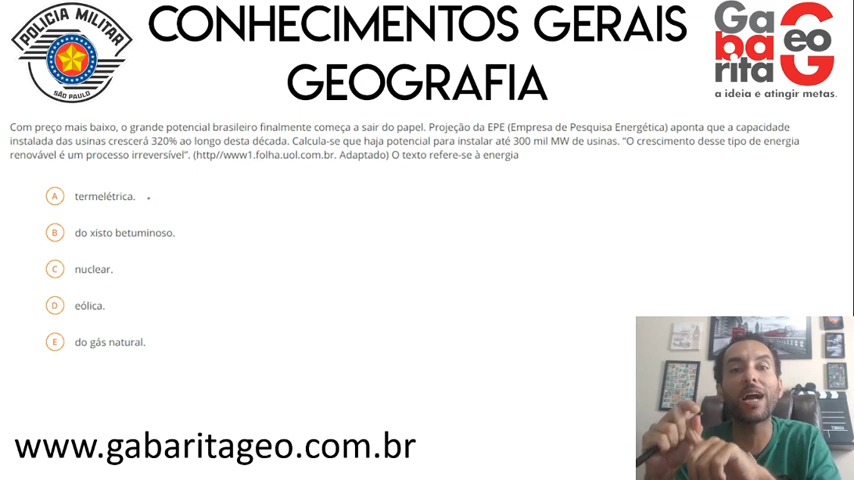 POLÍCIA MILITAR
SÃO PAULO
CONHECIMENTOS GERAIS
GEOGRAFIA
Gabarita
Geo
a ideia é atingir metas.
Com preço mais baixo, o grande potencial brasileiro finalmente começa a sair do papel. Projeção da EPE (Empresa de Pesquisa Energética) aponta que a capacidade
instalada das usinas crescerá 320% ao longo desta década. Calcula-se que haja potencial para instalar até 300 mil MW de usinas. “O crescimento desse tipo de energia
renovável é um processo irreversível”. (http//www1.folha.uol.com.br. Adaptado) O texto refere-se à energia
A termelétrica.
B do xisto betuminoso.
C nuclear.
D eólica.
E do gás natural.
www.gabaritageo.com.br